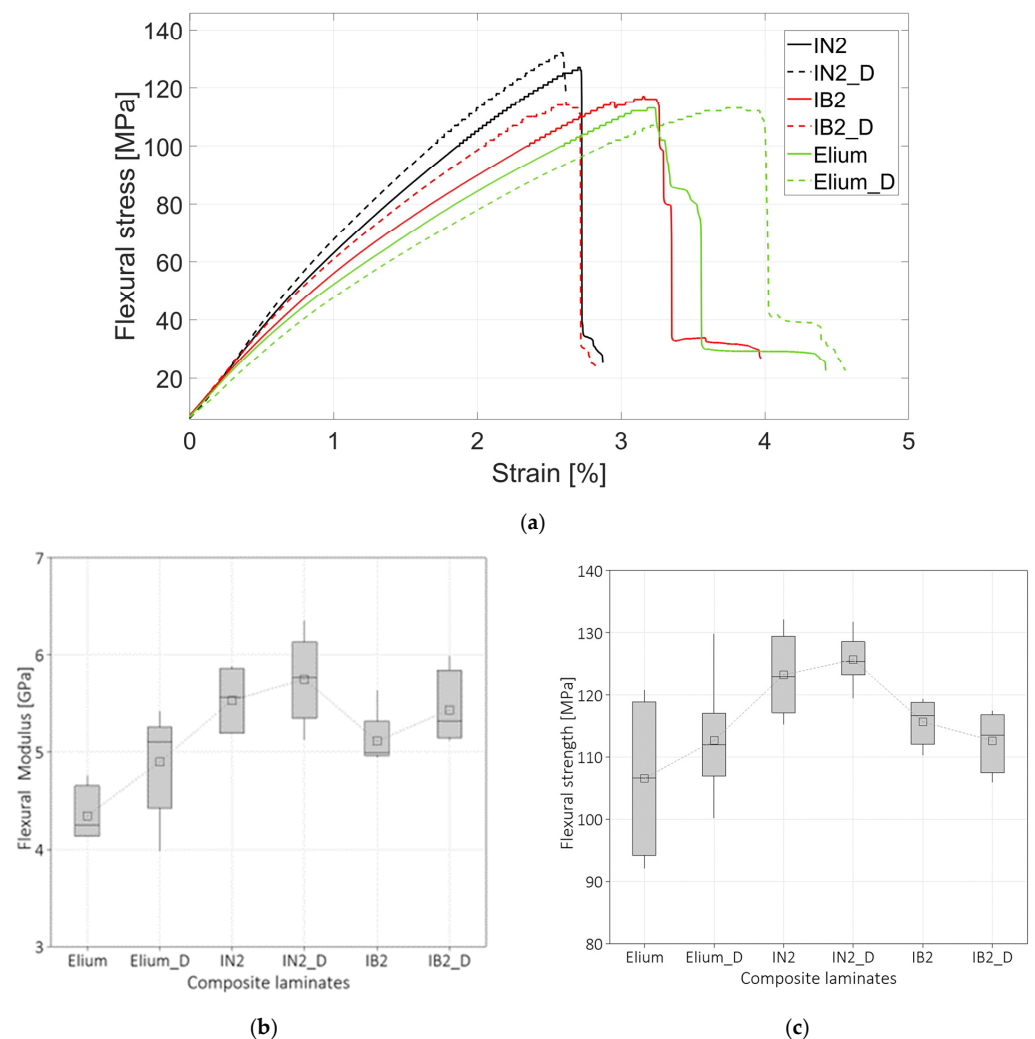 140
120
100
80
60
40
20
0
1
2
3
4
5
Flexural stress [MPa]
Strain [%]
IN2
IN2_D
IB2
IB2_D
Elium
Elium_D
(a)
7
6
5
4
3
Flexural Modulus [GPa]
Elium
Elium_D
IN2
IN2_D
IB2
IB2_D
Composite laminates
(b)
140
130
120
110
100
90
80
Flexural strength [MPa]
Elium
Elium_D
IN2
IN2_D
IB2
IB2_D
Composite laminates
(c)